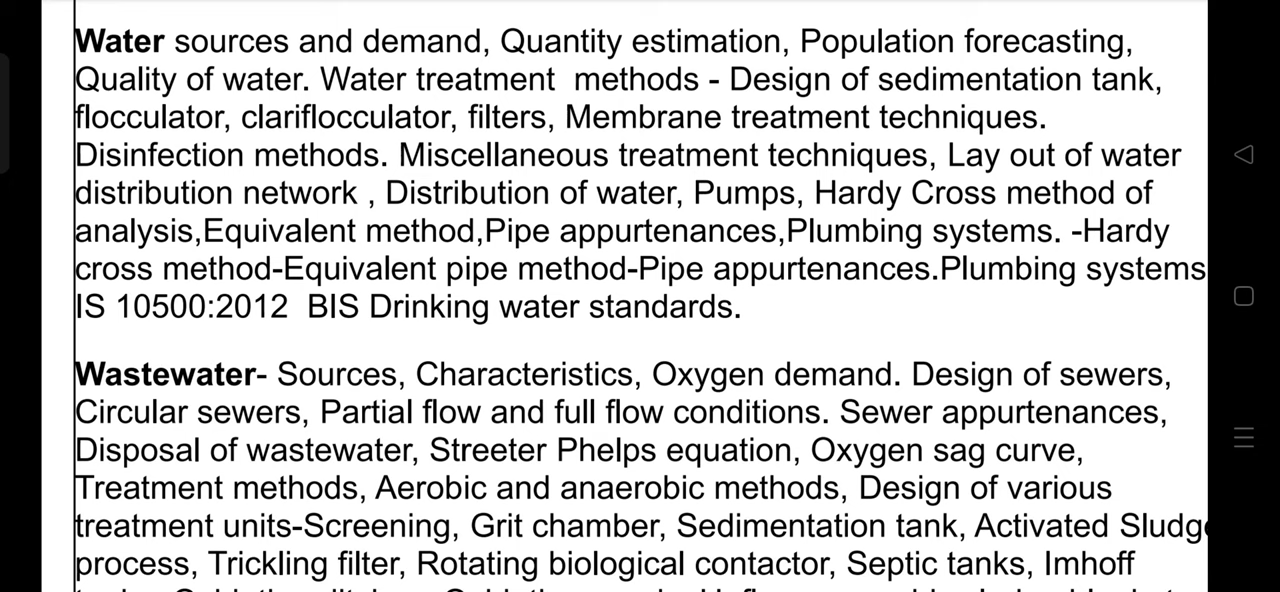 Water sources and demand, Quantity estimation, Population forecasting,
Quality of water. Water treatment  methods - Design of sedimentation tank,
flocculator, clariflocculator, filters, Membrane treatment techniques.
Disinfection methods. Miscellaneous treatment techniques, Lay out of water
distribution network , Distribution of water, Pumps, Hardy Cross method of
analysis,Equivalent method,Pipe appurtenances,Plumbing systems. -Hardy
cross method-Equivalent pipe method-Pipe appurtenances.Plumbing systems
IS 10500:2012  BIS Drinking water standards.
Wastewater- Sources, Characteristics, Oxygen demand. Design of sewers,
Circular sewers, Partial flow and full flow conditions. Sewer appurtenances,
Disposal of wastewater, Streeter Phelps equation, Oxygen sag curve,
Treatment methods, Aerobic and anaerobic methods, Design of various
treatment units-Screening, Grit chamber, Sedimentation tank, Activated Sludge
process, Trickling filter, Rotating biological contactor, Septic tanks, Imhoff